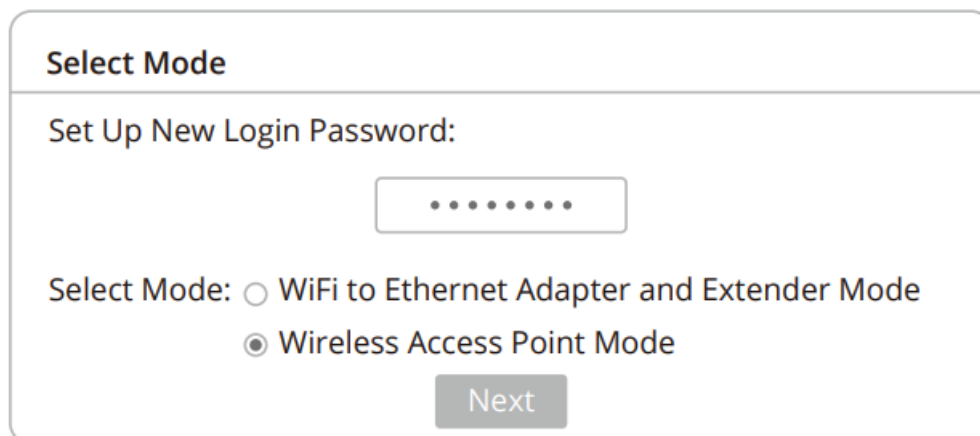 Select Mode
Set Up New Login Password:
••••••••
Select Mode: WiFi to Ethernet Adapter and Extender Mode
Wireless Access Point Mode
Next